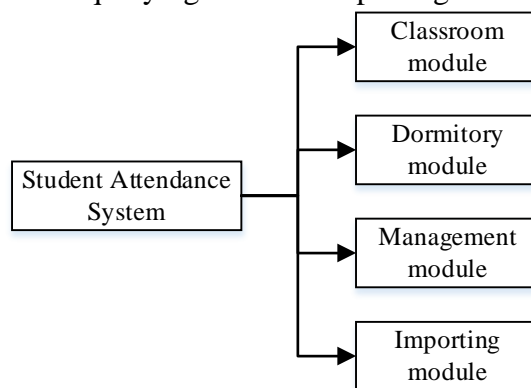 Classroom
module
Dormitory
module
Student Attendance
System
Management
module
Importing
module